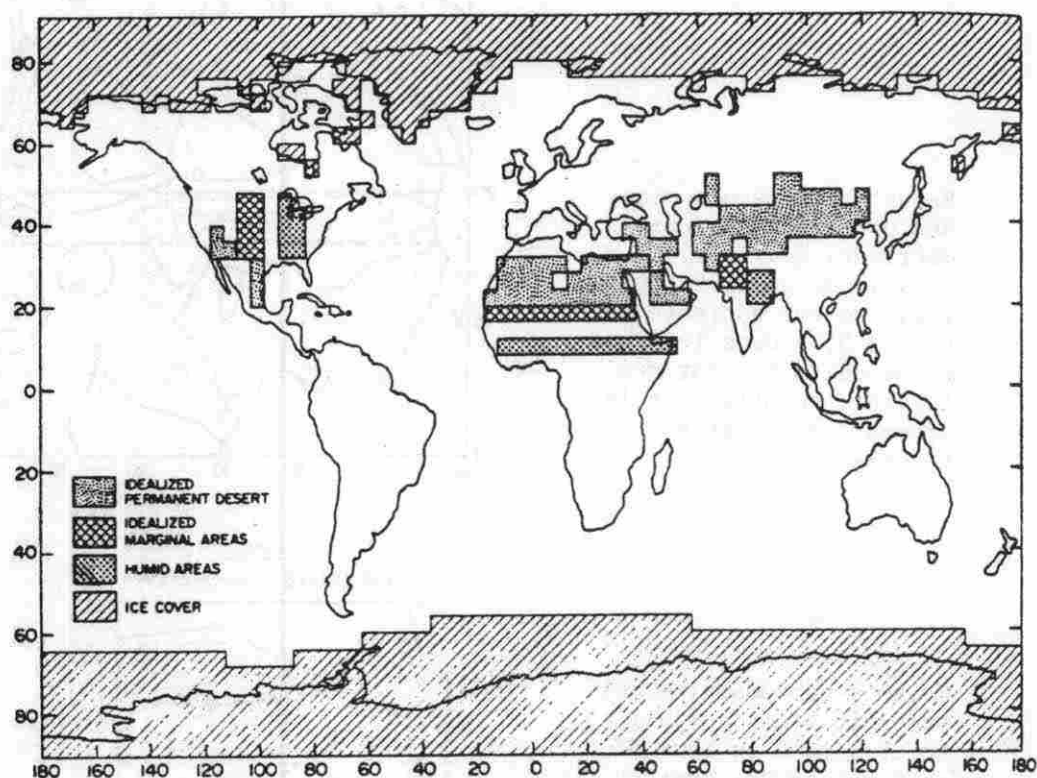 80
60
40
20
0
20
40
60
80
IDEALIZED
PERMANENT DESERT
IDEALIZED
MARGINAL AREAS
HUMID AREAS
ICE COVER
180 160 140 120 100 80 60 40 20 0 20 40 60 80 100 120 140 160 180